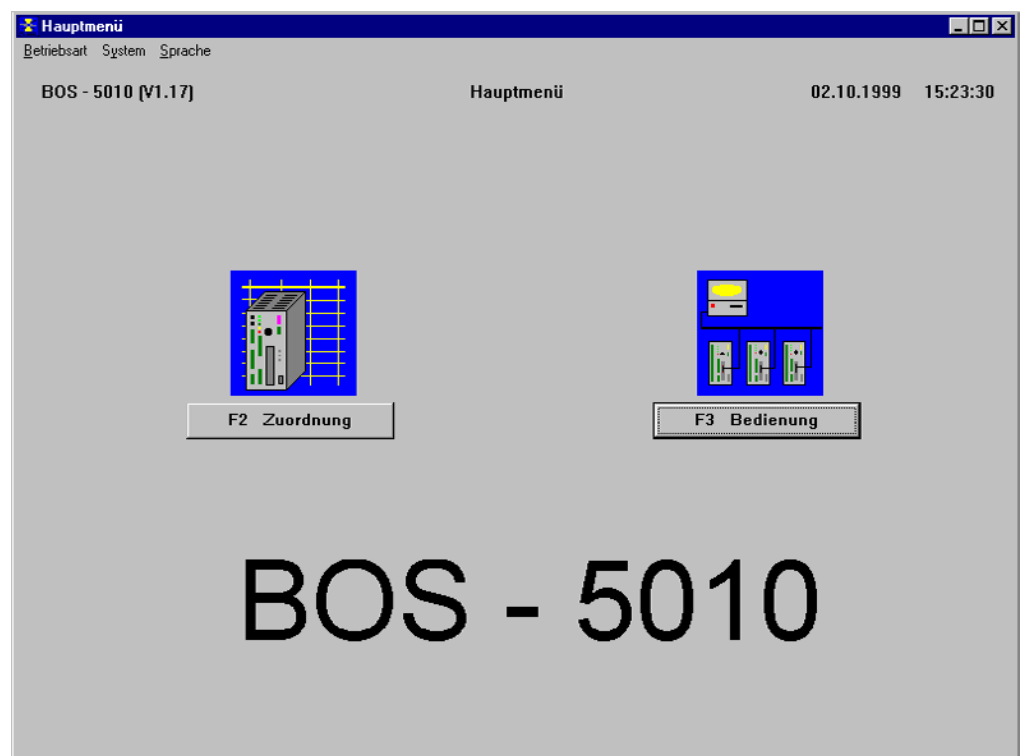 Hauptmenü
Betriebsart System Sprache
BOS - 5010 (V1.17) Hauptmenü 02.10.1999 15:23:30
F2 Zuordnung F3 Bedienung
BOS - 5010